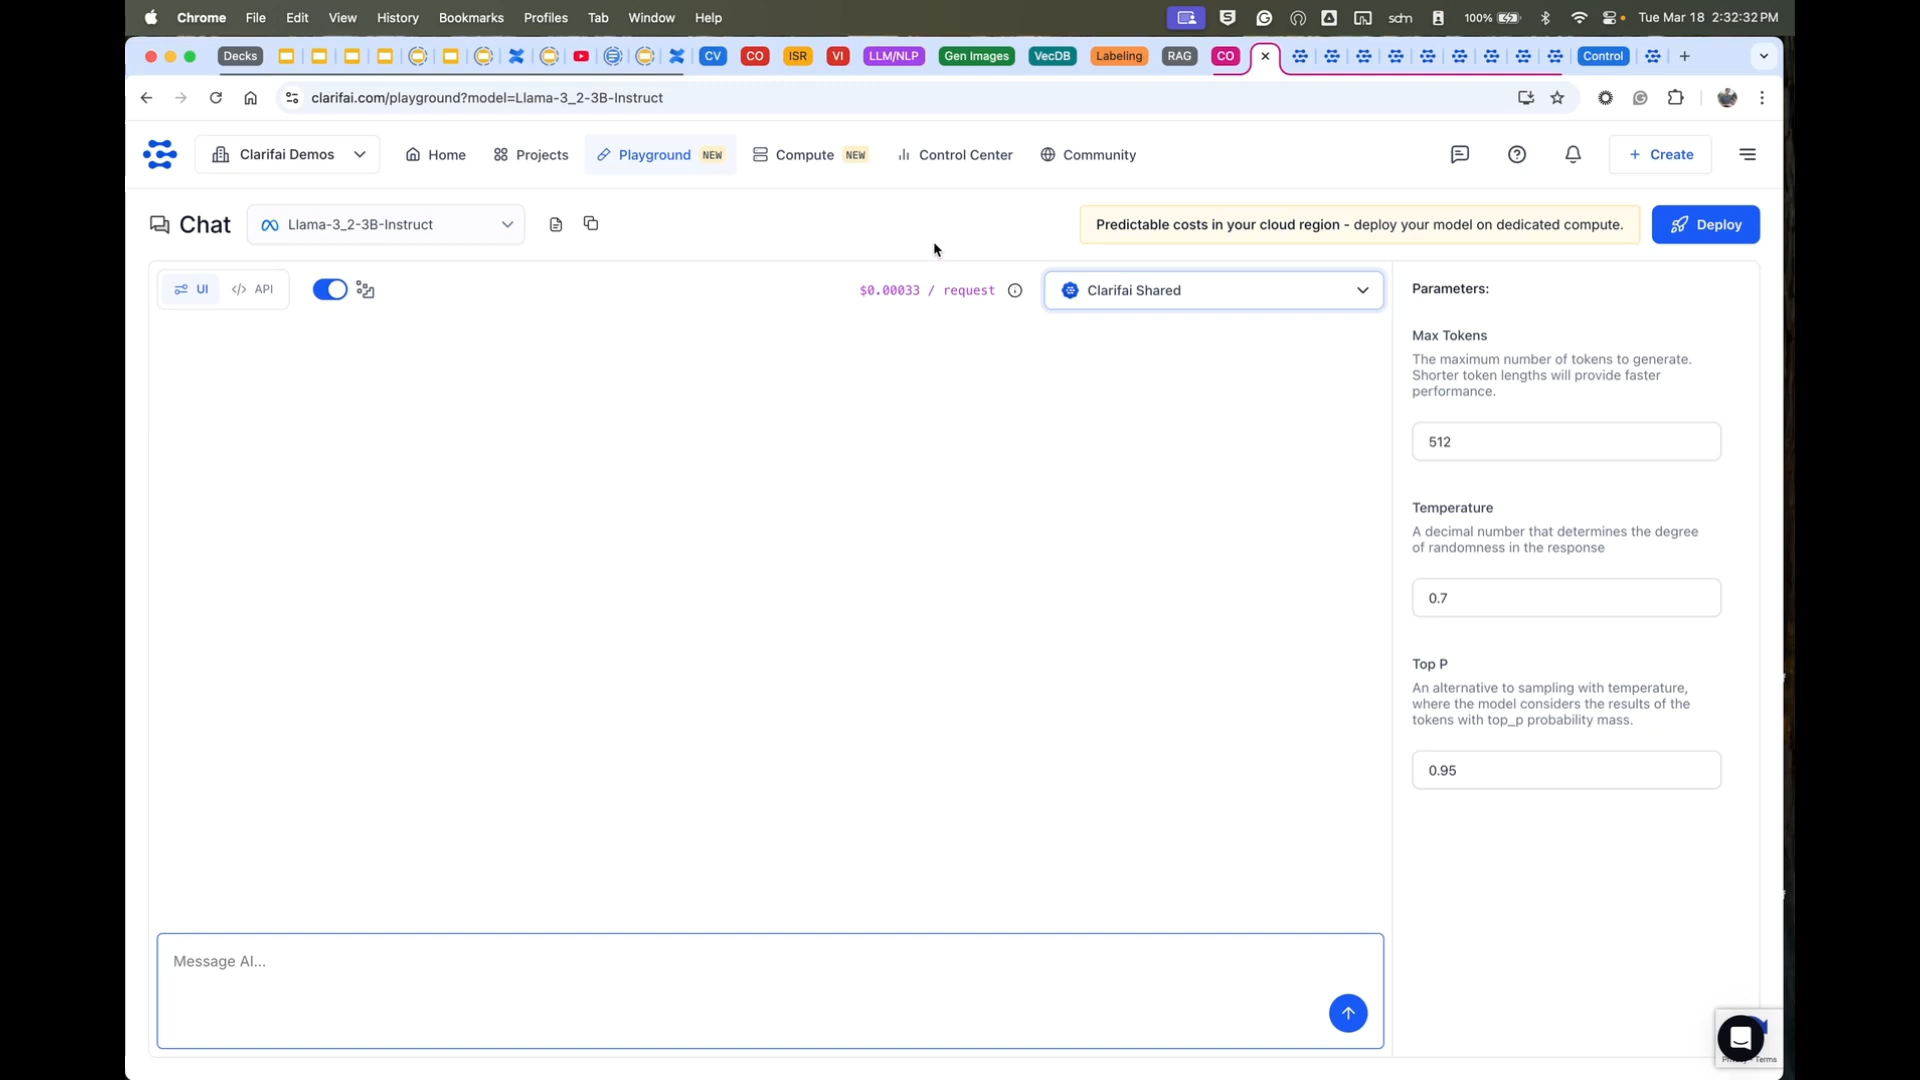 Chrome File Edit View History Bookmarks Profiles Tab Window Help sdm 100% Tue Mar 18 2:32:32 PM
Decks CV CO ISR VI LLM/NLP Gen Images VecDB Labeling RAG CO Control
clarifai.com/playground?model=Llama-3_2-3B-Instruct
Clarifai Demos Home Projects Playground NEW Compute NEW Control Center Community + Create
Chat Llama-3_2-3B-Instruct Predictable costs in your cloud region - deploy your model on dedicated compute. Deploy
UI </> API $0.00033 / request Clarifai Shared
Parameters:
Max Tokens
The maximum number of tokens to generate.
Shorter token lengths will provide faster
performance.
512
Temperature
A decimal number that determines the degree
of randomness in the response
0.7
Top P
An alternative to sampling with temperature,
where the model considers the results of the
tokens with top_p probability mass.
0.95
Message AI...
Terms